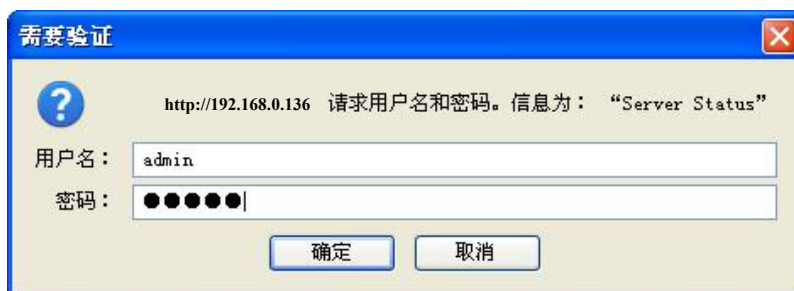 需要验证
http://192.168.0.136 请求用户名和密码。信息为： “Server Status”
用户名： admin
密码： ●●●●●
确定 取消